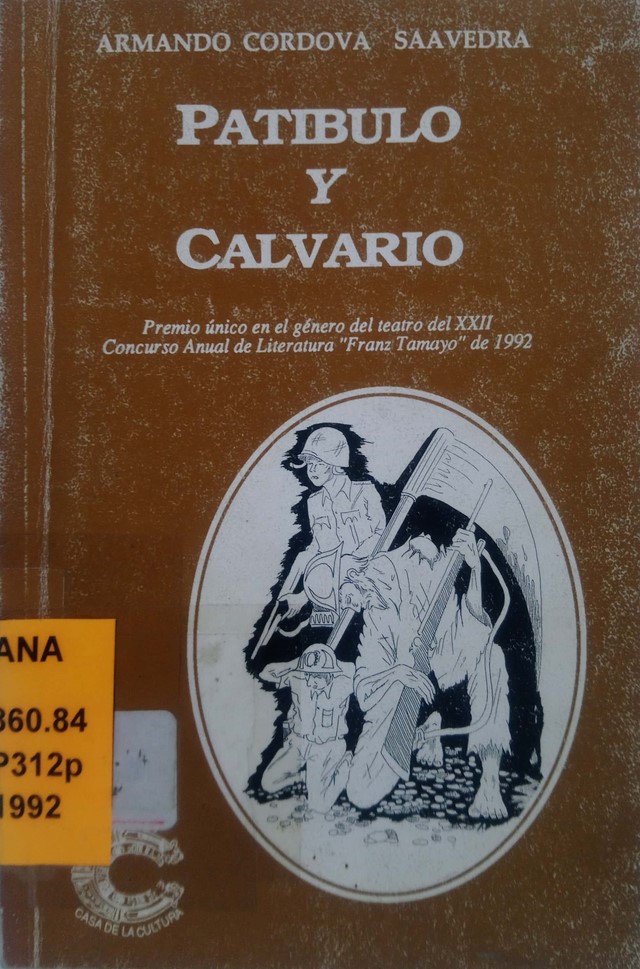 ARMANDO CORDOVA SAAVEDRA
PATIBULO
Y
CALVARIO
Premio único en el género del teatro del XXII
Concurso Anual de Literatura "Franz Tamayo" de 1992
ANA
860.84
P312p
1992
CASA DE LA CULTURA